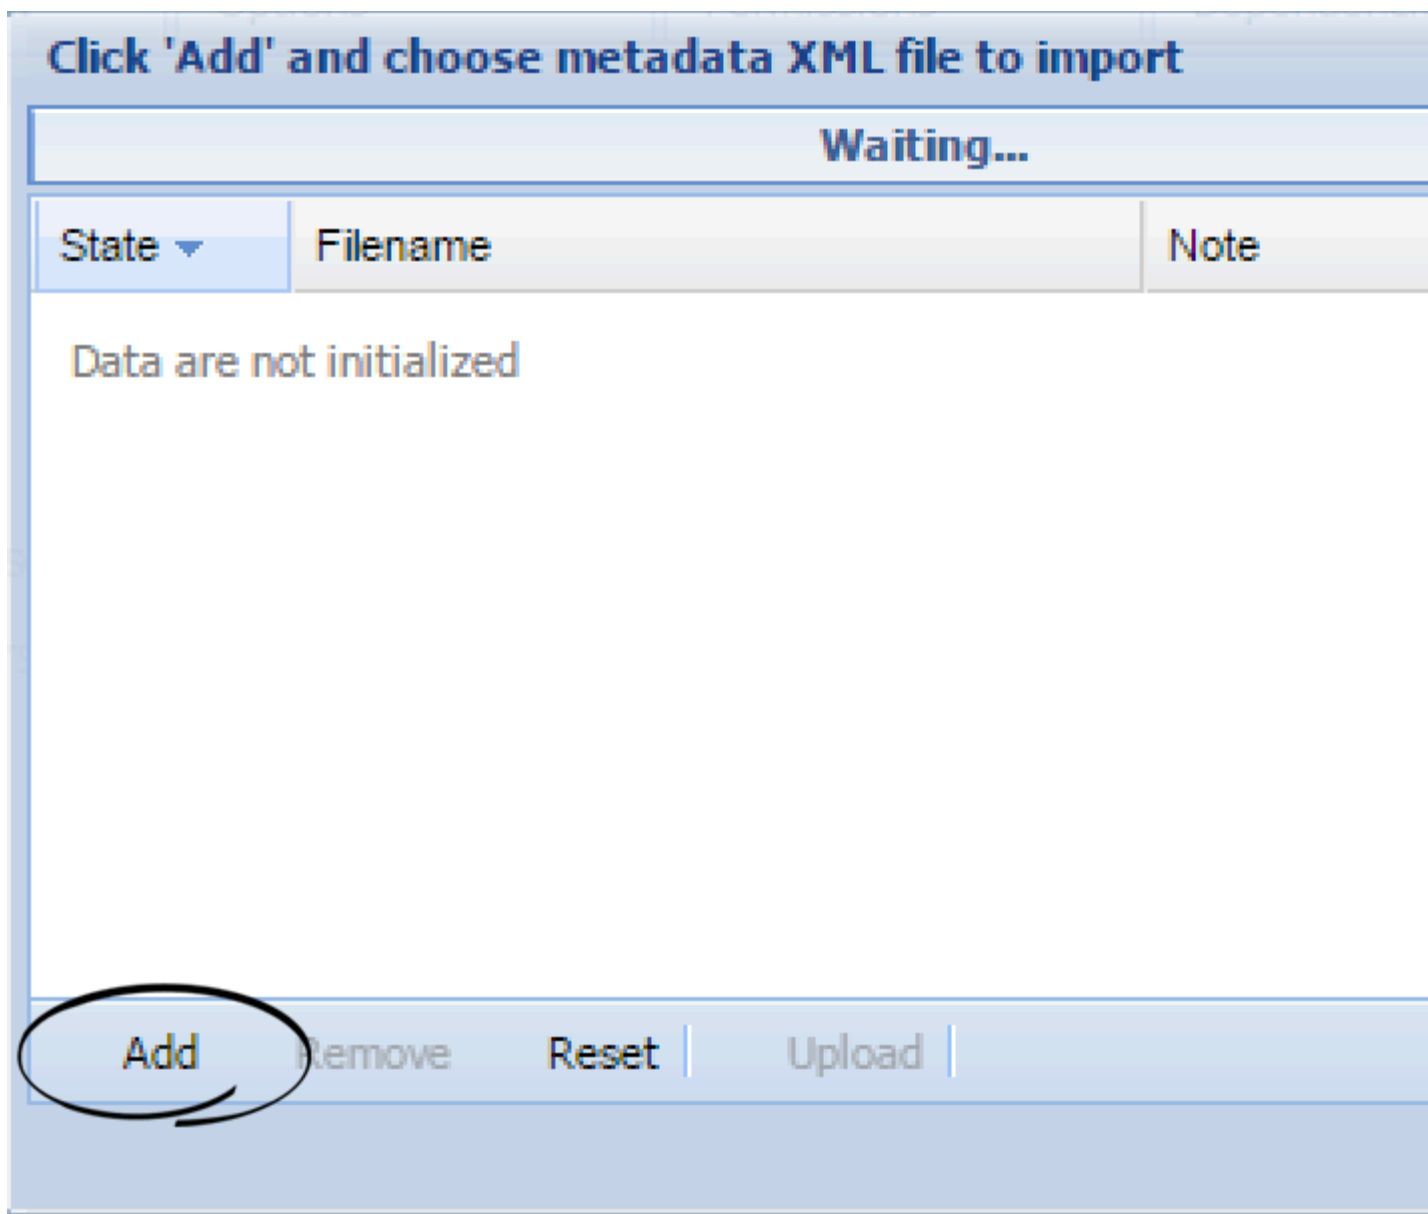 Click 'Add' and choose metadata XML file to import
Waiting...
State Filename Note
Data are not initialized
Add Remove Reset Upload